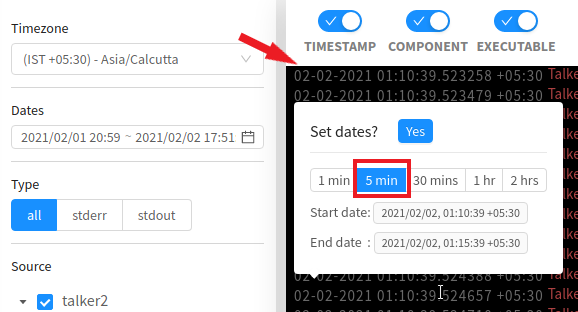 Timezone
(IST +05:30) - Asia/Calcutta
Dates
2021/02/01 20:59 ~ 2021/02/02 17:51
Type
all stderr stdout
Source
talker2
TIMESTAMP COMPONENT EXECUTABLE
02-02-2021 01:10:39.523258 +05:30 Talke
02-02-2021 01:10:39.523479 +05:30 Talke
Set dates? Yes
1 min 5 min 30 mins 1 hr 2 hrs
Start date: 2021/02/02, 01:10:39 +05:30
End date : 2021/02/02, 01:15:39 +05:30
02-02-2021 01:10:39.524388 +05:30 Talke
02-02-2021 01:10:39.524657 +05:30 Talke